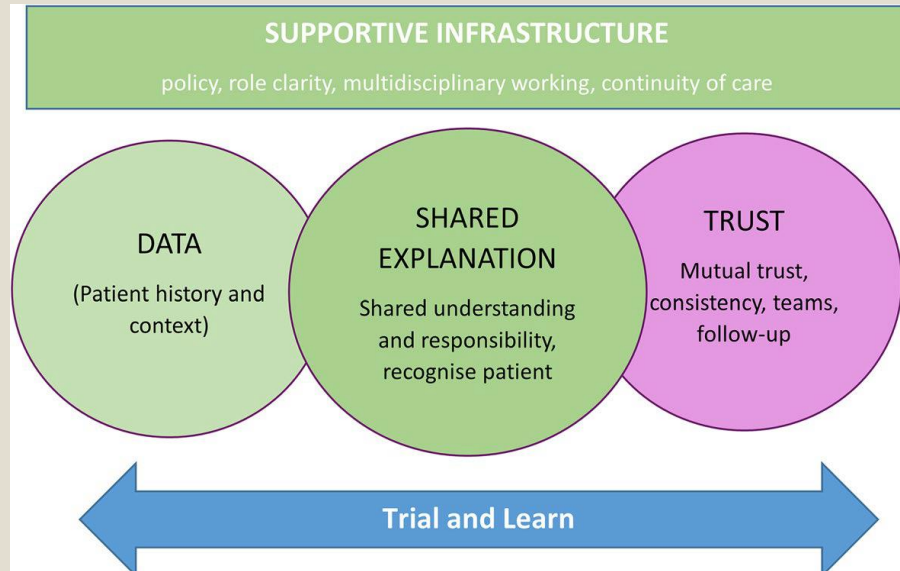 SUPPORTIVE INFRASTRUCTURE
policy, role clarity, multidisciplinary working, continuity of care
DATA
(Patient history and
context)
SHARED
EXPLANATION
Shared understanding
and responsibility,
recognise patient
TRUST
Mutual trust,
consistency, teams,
follow-up
Trial and Learn